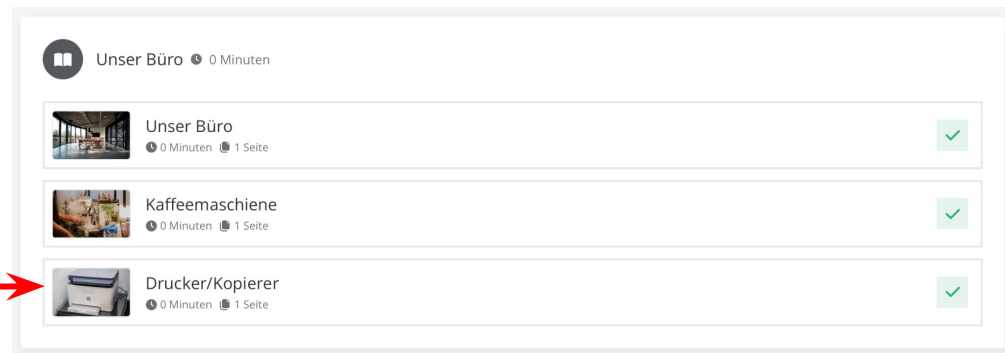 Unser Büro 0 Minuten
Unser Büro
0 Minuten 1 Seite
Kaffeemaschiene
0 Minuten 1 Seite
Drucker/Kopierer
0 Minuten 1 Seite